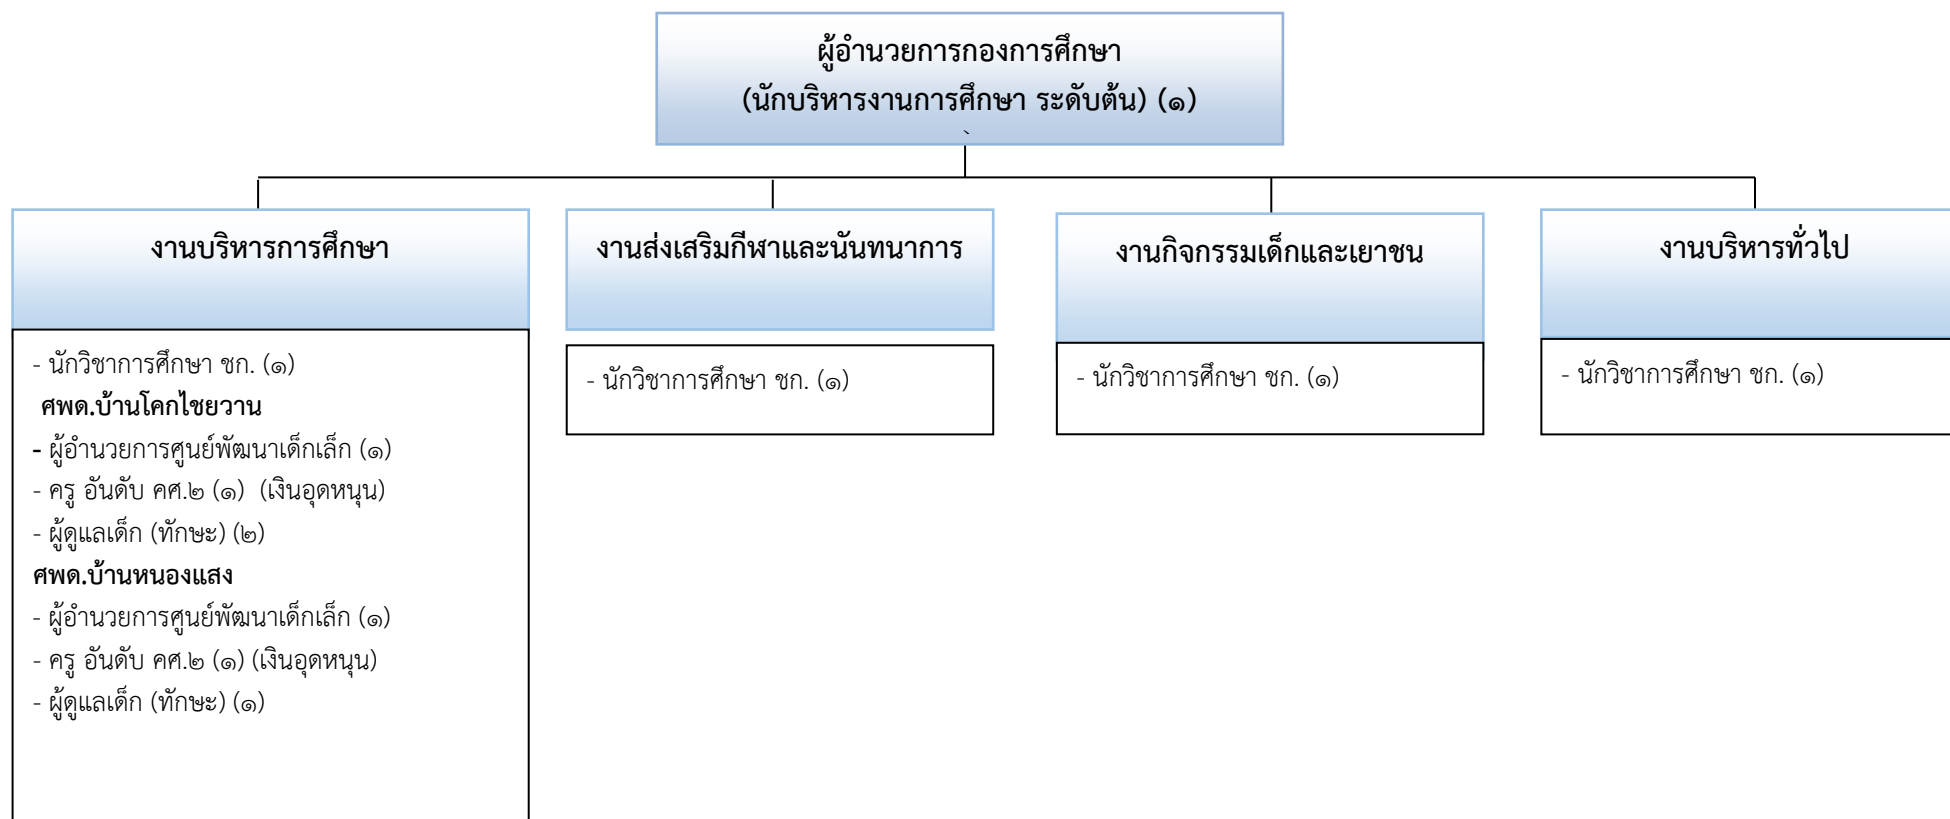 ผู้อำนวยการกองการศึกษา
(นักบริหารงานการศึกษา ระดับต้น) (๑)
งานบริหารการศึกษา
- นักวิชาการศึกษา ชก. (๑)
ศพด.บ้านโคกไชยวาน
- ผู้อำนวยการศูนย์พัฒนาเด็กเล็ก (๑)
- ครู อันดับ คศ.๒ (๑)  (เงินอุดหนุน)
- ผู้ดูแลเด็ก (ทักษะ) (๒)
ศพด.บ้านหนองแสง
- ผู้อำนวยการศูนย์พัฒนาเด็กเล็ก (๑)
- ครู อันดับ คศ.๒ (๑) (เงินอุดหนุน)
- ผู้ดูแลเด็ก (ทักษะ) (๑)
งานส่งเสริมกีฬาและนันทนาการ
- นักวิชาการศึกษา ชก. (๑)
งานกิจกรรมเด็กและเยาชน
- นักวิชาการศึกษา ชก. (๑)
งานบริหารทั่วไป
- นักวิชาการศึกษา ชก. (๑)